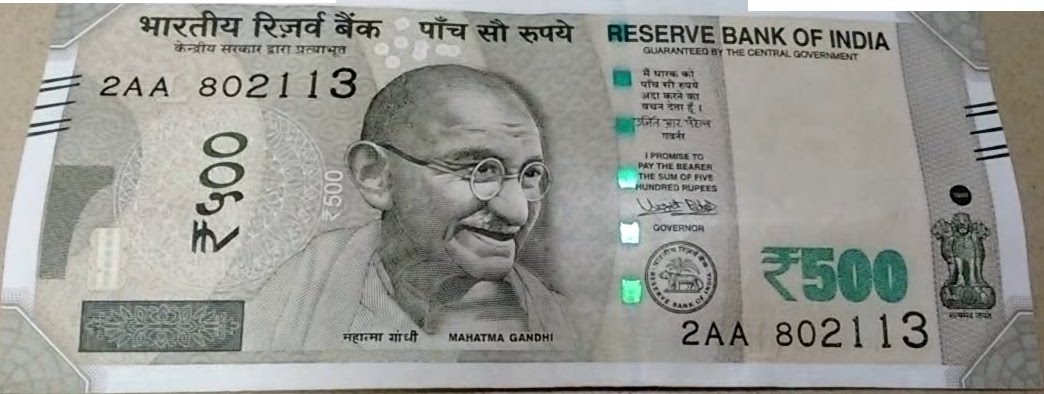 भारतीय रिज़र्व बैंक
केन्द्रीय सरकार द्वारा प्रत्याभूत
पाँच सौ रुपये
RESERVE BANK OF INDIA
GUARANTEED BY THE CENTRAL GOVERNMENT
2AA 802113
₹५००
₹500
मैं धारक को
पाँच सौ रुपये
अदा करने का
वचन देता हूँ ।
उर्जित आर पटेल
गवर्नर
I PROMISE TO
PAY THE BEARER
THE SUM OF FIVE
HUNDRED RUPEES
GOVERNOR
भारतीय रिज़र्व बैंक
RESERVE BANK OF INDIA
₹500
सत्यमेव जयते
2AA 802113
महात्मा गांधी
MAHATMA GANDHI